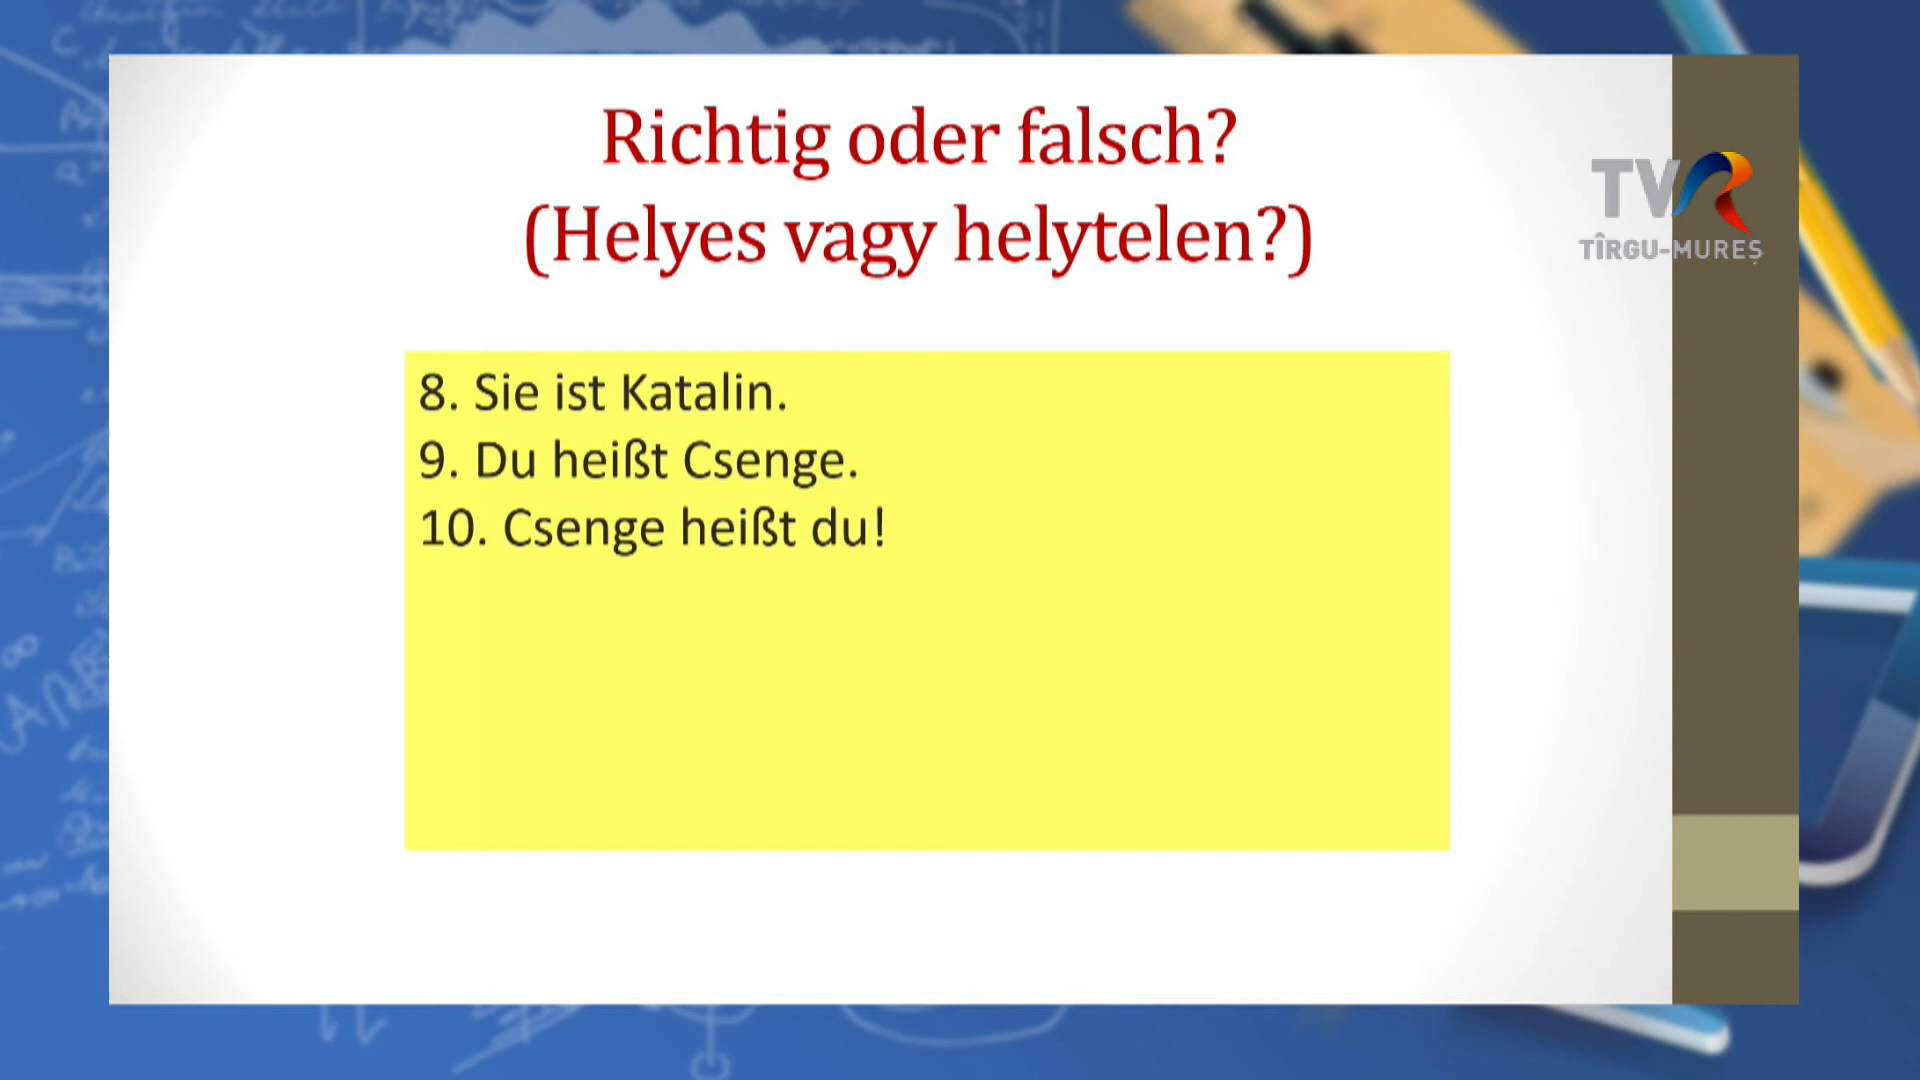 Richtig oder falsch?
(Helyes vagy helytelen?)
TVR
TÎRGU-MUREȘ
8. Sie ist Katalin.
9. Du heißt Csenge.
10. Csenge heißt du!